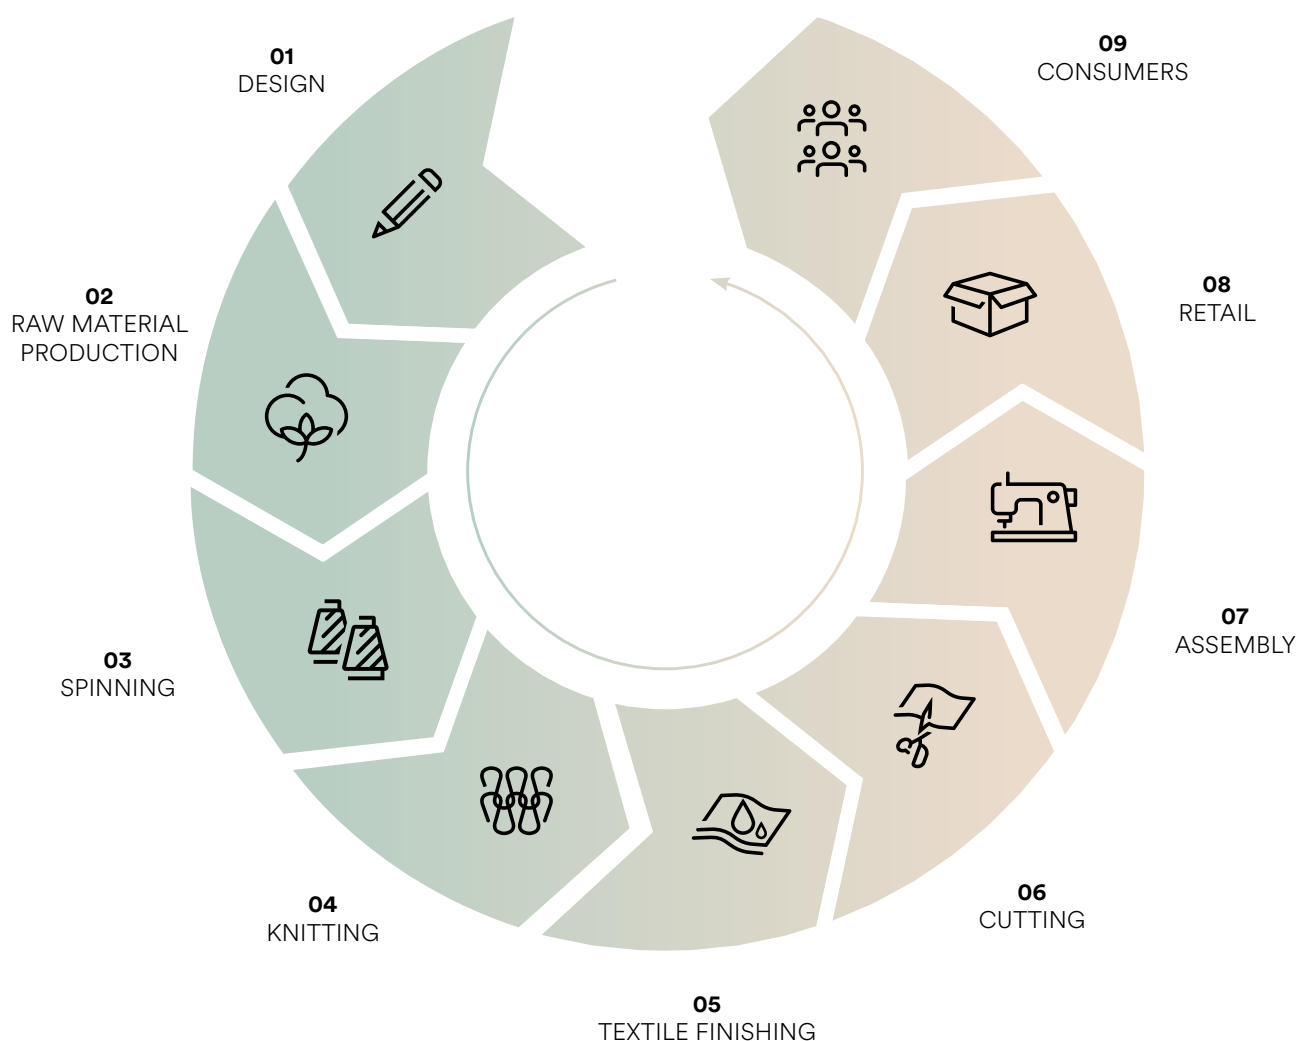 01
DESIGN
02
RAW MATERIAL
PRODUCTION
03
SPINNING
04
KNITTING
05
TEXTILE FINISHING
06
CUTTING
07
ASSEMBLY
08
RETAIL
09
CONSUMERS